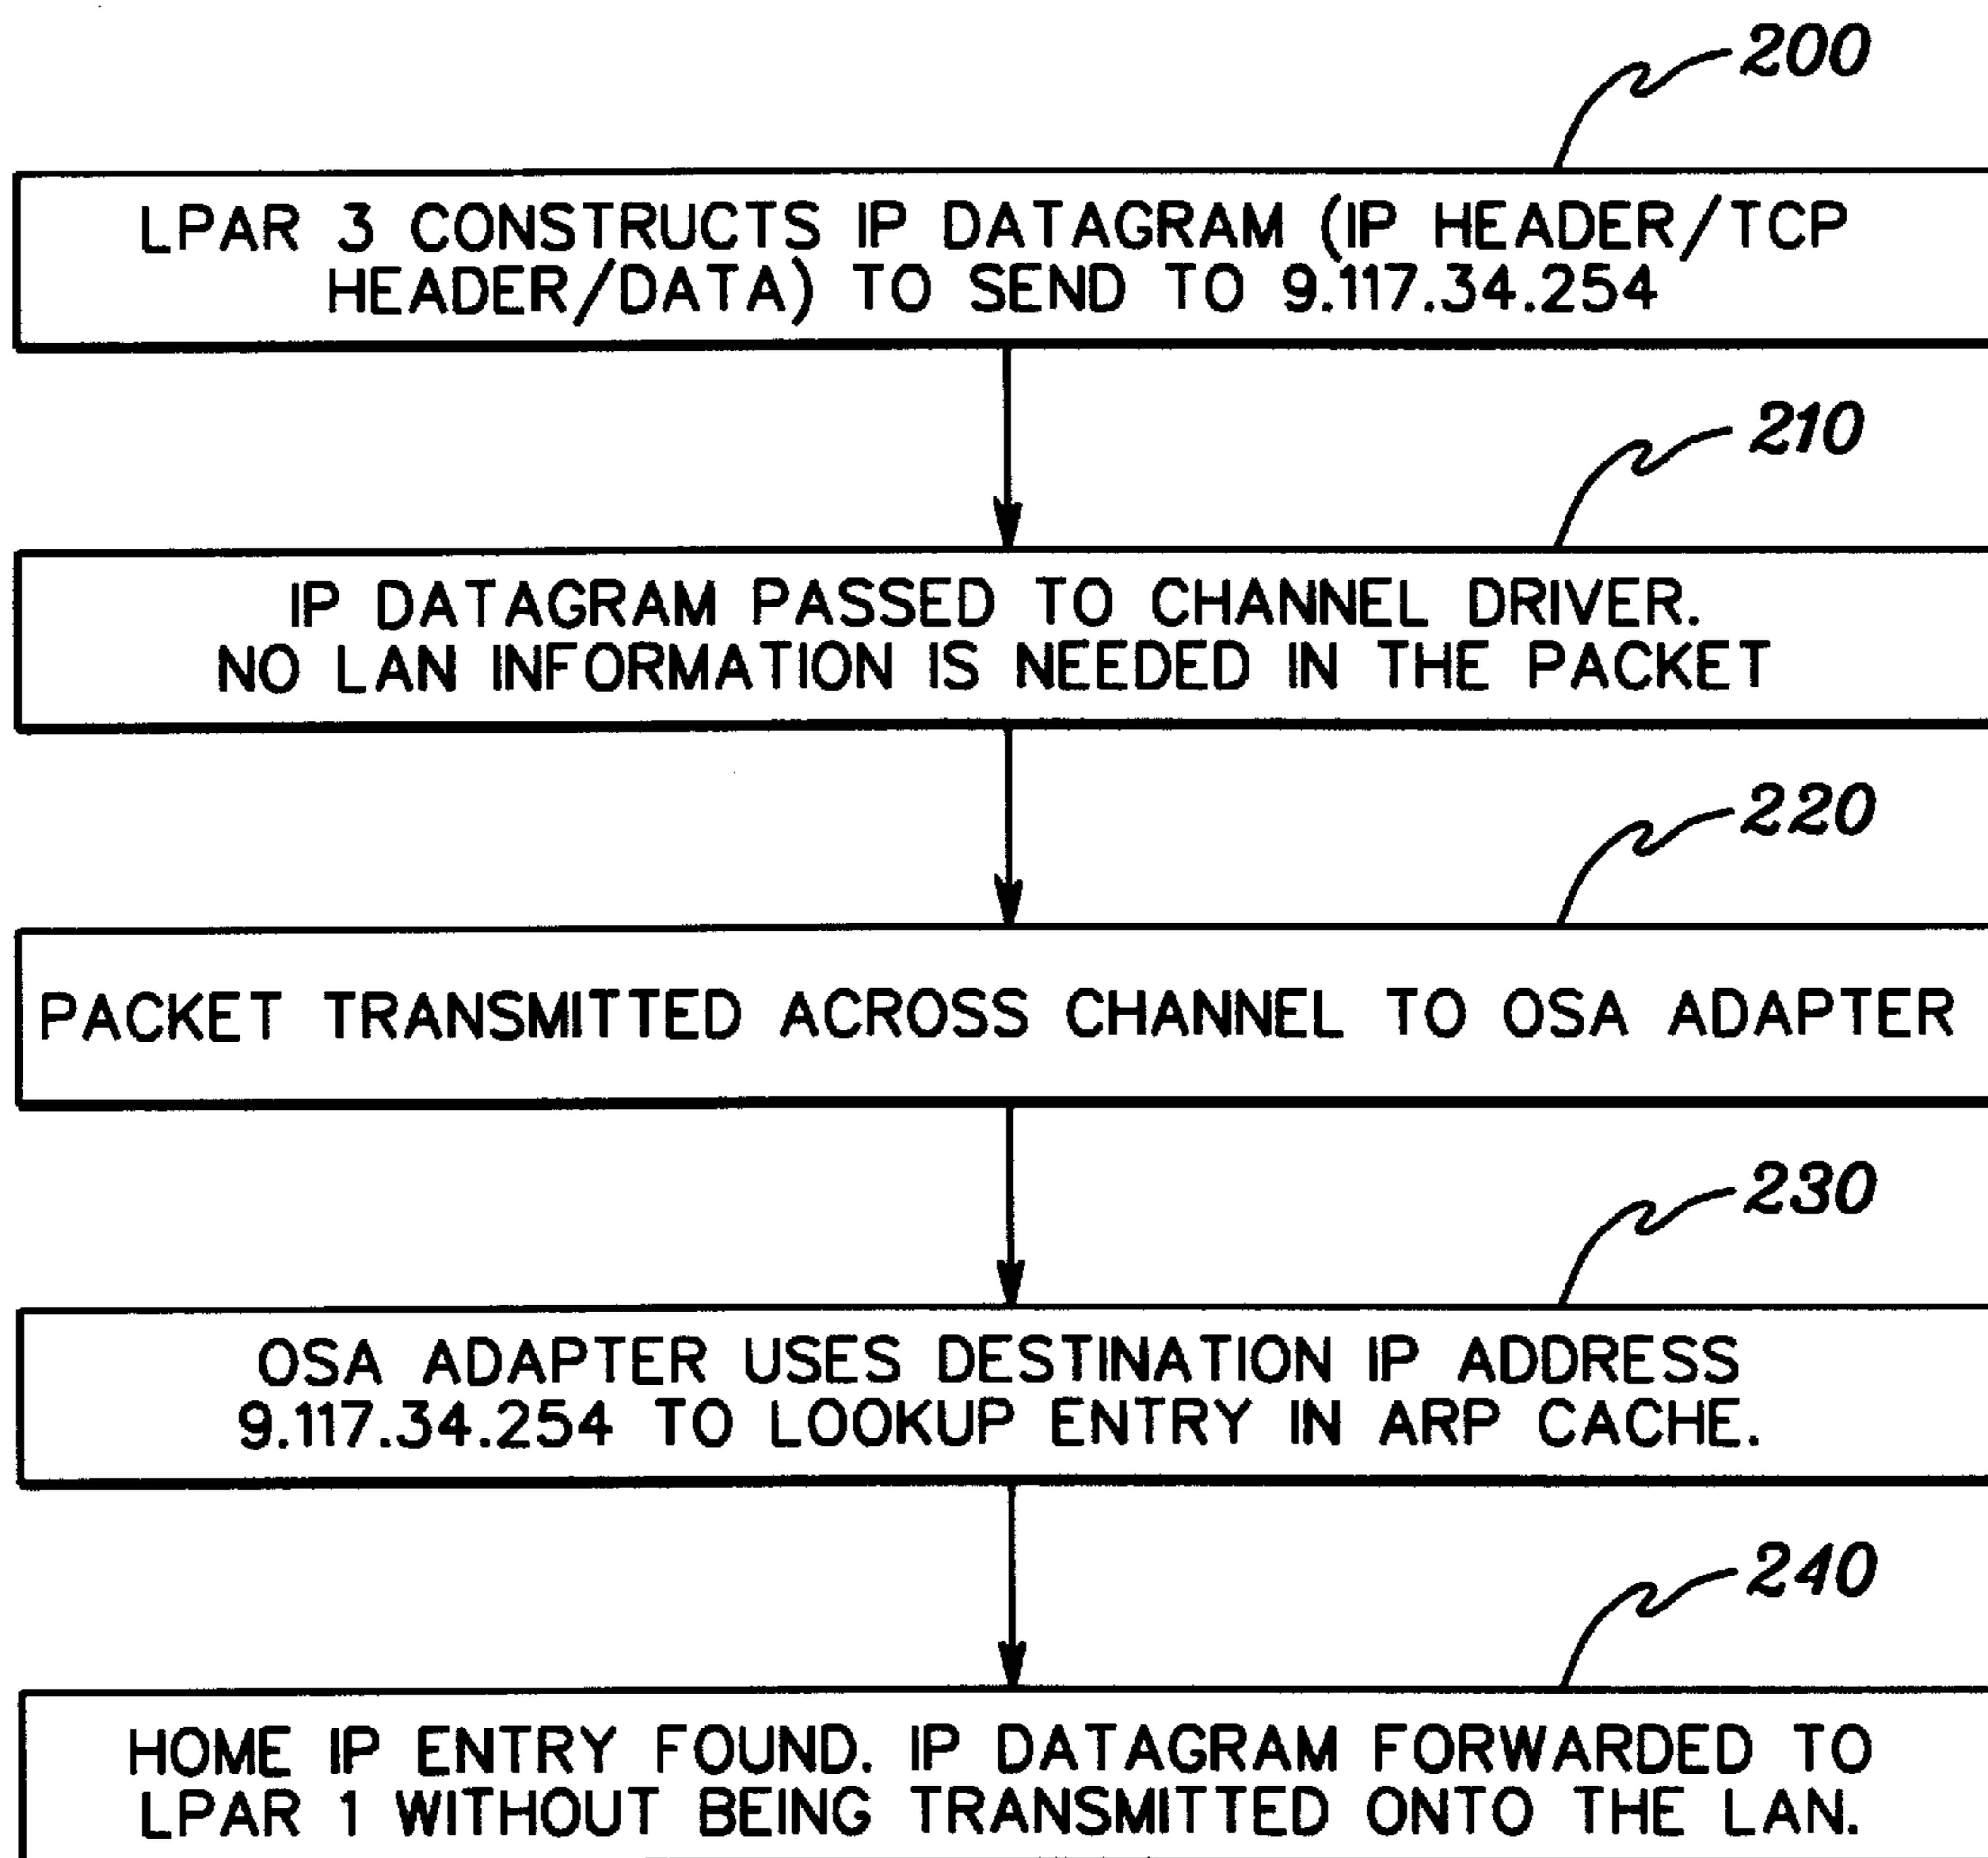 200
LPAR 3 CONSTRUCTS IP DATAGRAM (IP HEADER/TCP
HEADER/DATA) TO SEND TO 9.117.34.254
210
IP DATAGRAM PASSED TO CHANNEL DRIVER.
NO LAN INFORMATION IS NEEDED IN THE PACKET
220
PACKET TRANSMITTED ACROSS CHANNEL TO OSA ADAPTER
230
OSA ADAPTER USES DESTINATION IP ADDRESS
9.117.34.254 TO LOOKUP ENTRY IN ARP CACHE.
240
HOME IP ENTRY FOUND. IP DATAGRAM FORWARDED TO
LPAR 1 WITHOUT BEING TRANSMITTED ONTO THE LAN.